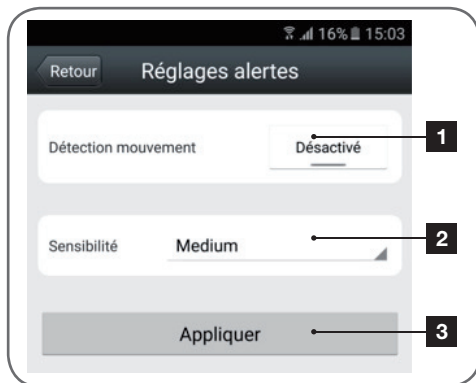 16% 15:03
Retour Réglages alertes
Détection mouvement Désactivé 1
Sensibilité Medium 2
Appliquer 3